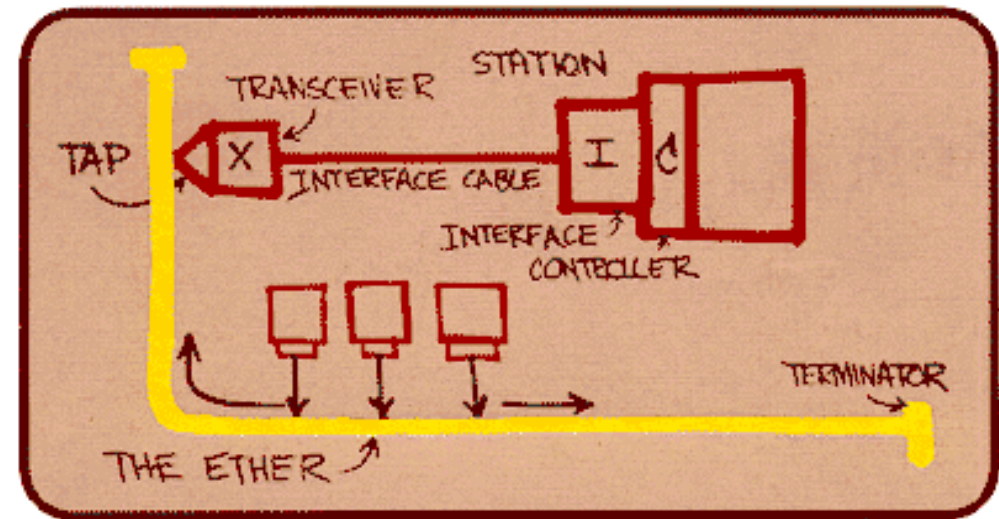 STATION
TRANSCEIVER
TAP
X
I
C
INTERFACE CABLE
INTERFACE
CONTROLLER
TERMINATOR
THE ETHER